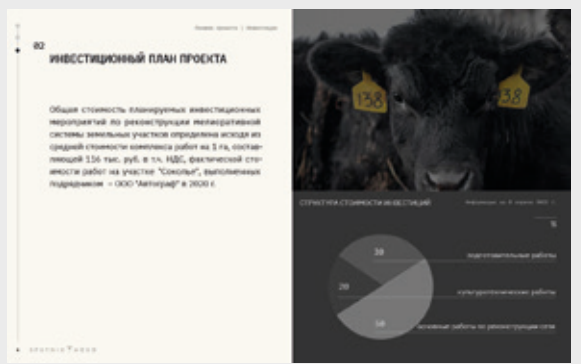 02
ИНВЕСТИЦИОННЫЙ ПЛАН ПРОЕКТА
Общая стоимость планируемых инвестиционных
мероприятий по реконструкции мелиоративной
системы земельных участков определена исходя из
средней стоимости комплекса работ на 1 га, состав-
ляющей 116 тыс. руб. в т.ч. НДС, фактической сто-
имости работ на участке "Соколье", выполненных
подрядчиком – ООО "Автограф" в 2020 г.
138
38
СТРУКТУРА СТОИМОСТИ ИНВЕСТИЦИЙ
%
30
подготовительные работы
20
культуротехнические работы
50
основные работы по реконструкции сети